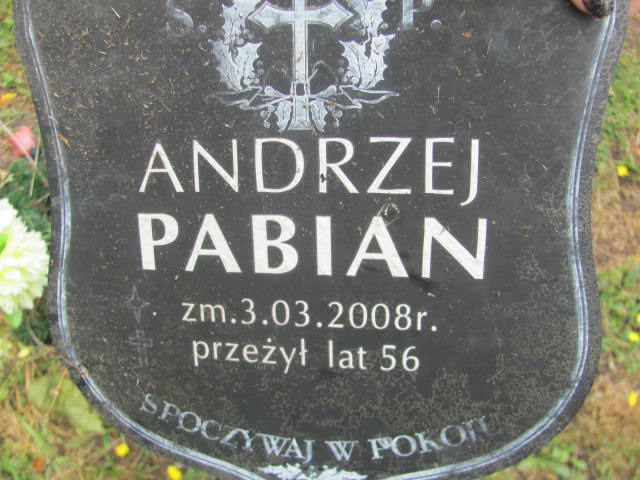 Ś. P.
ANDRZEJ
PABIAN
zm.3.03.2008r.
przeżył lat 56
SPOCZYWAJ W POKOJU